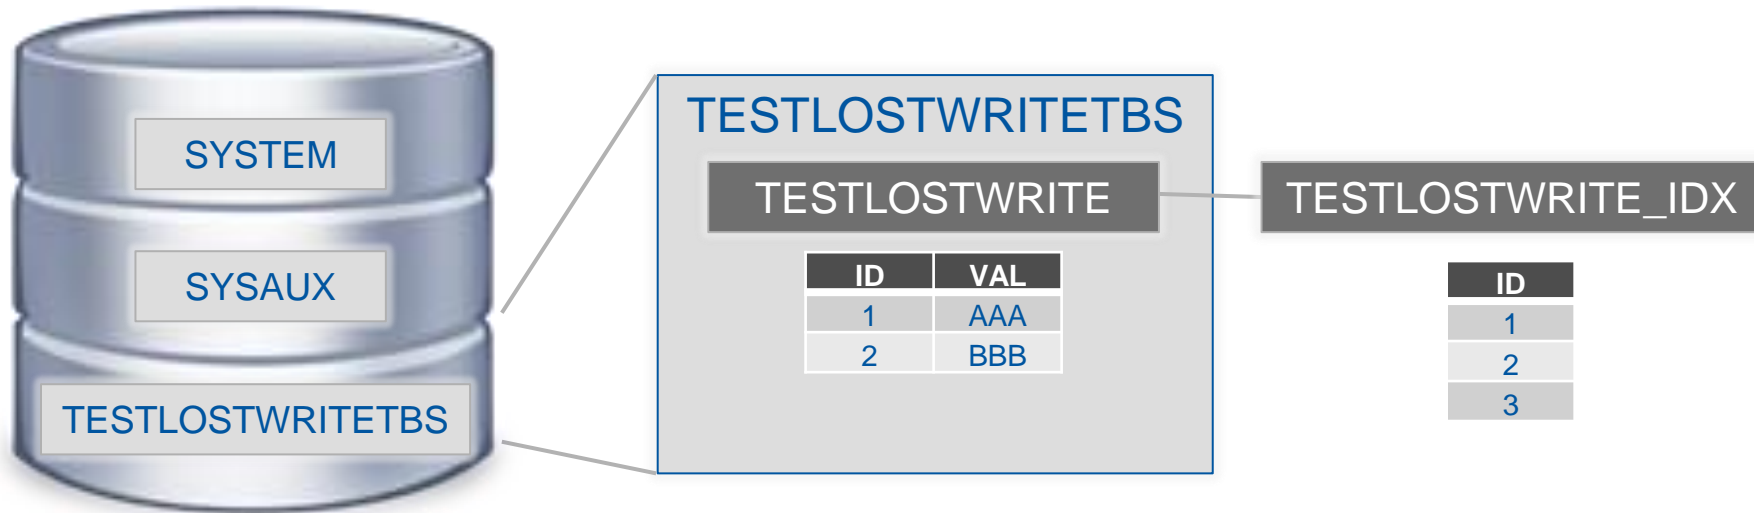 SYSTEM
SYSAUX
TESTLOSTWRITETBS
TESTLOSTWRITETBS
TESTLOSTWRITE
ID VAL
1 AAA
2 BBB
TESTLOSTWRITE_IDX
ID
1
2
3